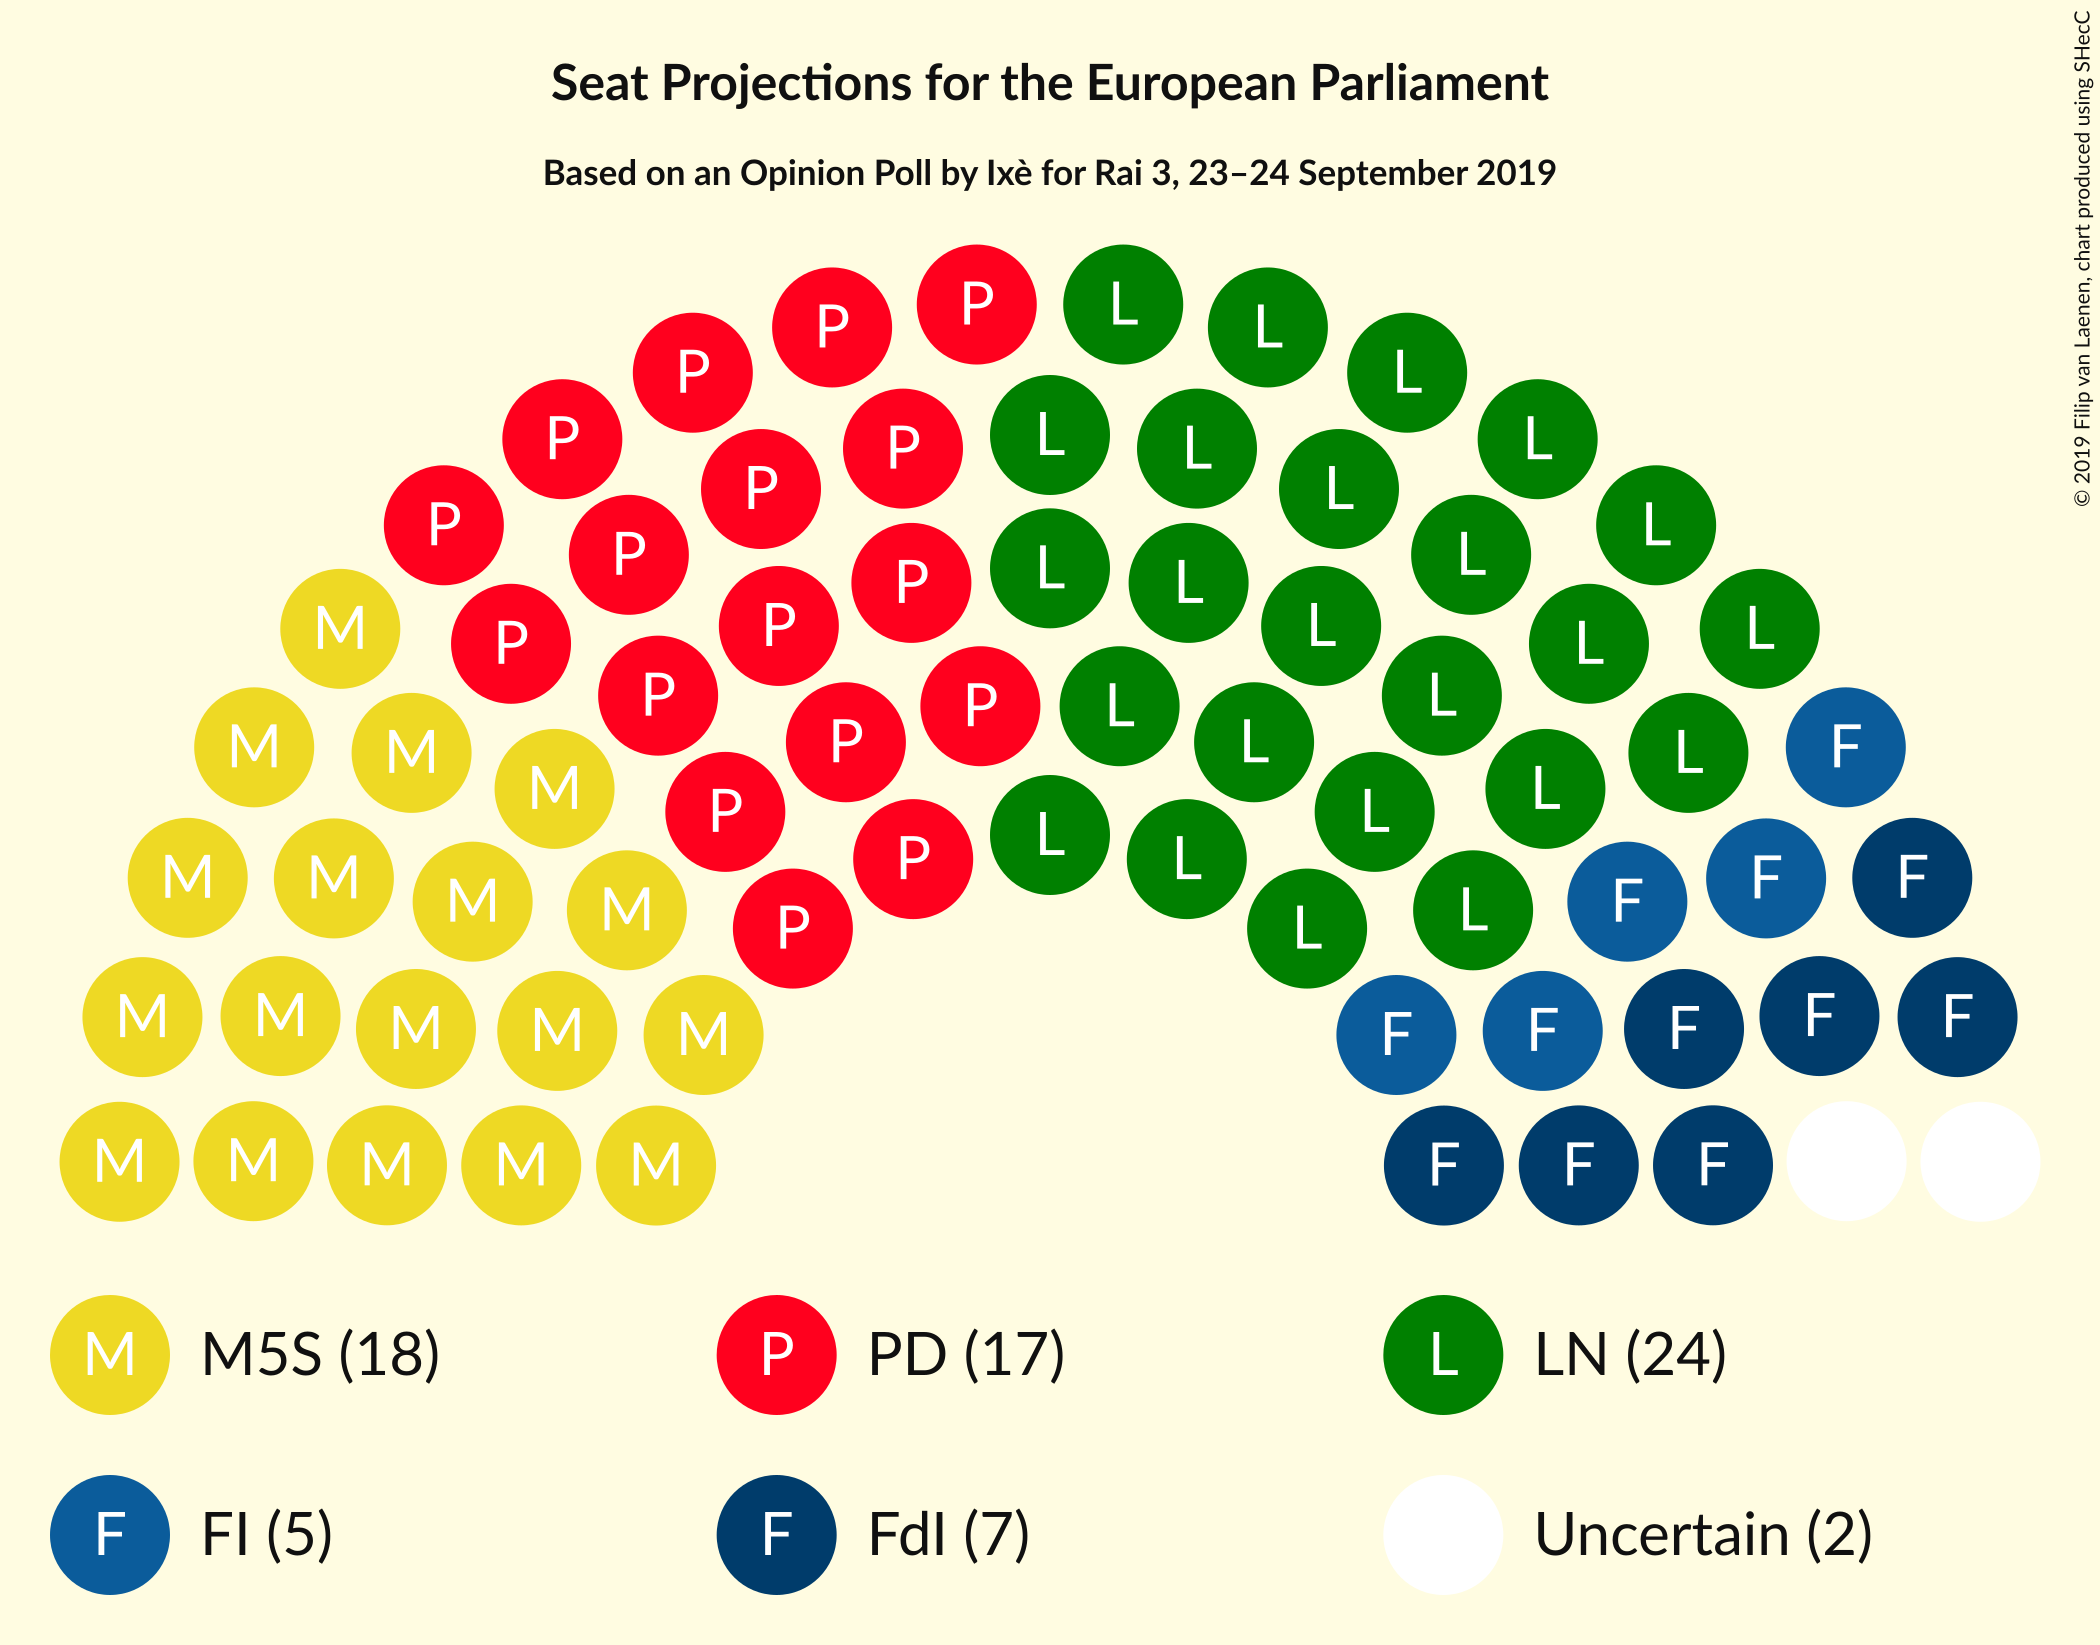 Seat Projections for the European Parliament
Based on an Opinion Poll by Ixè for Rai 3, 23–24 September 2019
© 2019 Filip van Laenen, chart produced using SHecC
P P
L L
P L
P P L L
P L
P P L L
P L L
P L
P P L L
M L
P L
P L
P L
M F
M L
P L
M L
P L
P L
M F
M F
P L
M F
M L
P L
M F
M F
M F
M F
M F
M F
M M M M M F F F
M M5S (18) P PD (17) L LN (24)
F FI (5) F FdI (7) Uncertain (2)